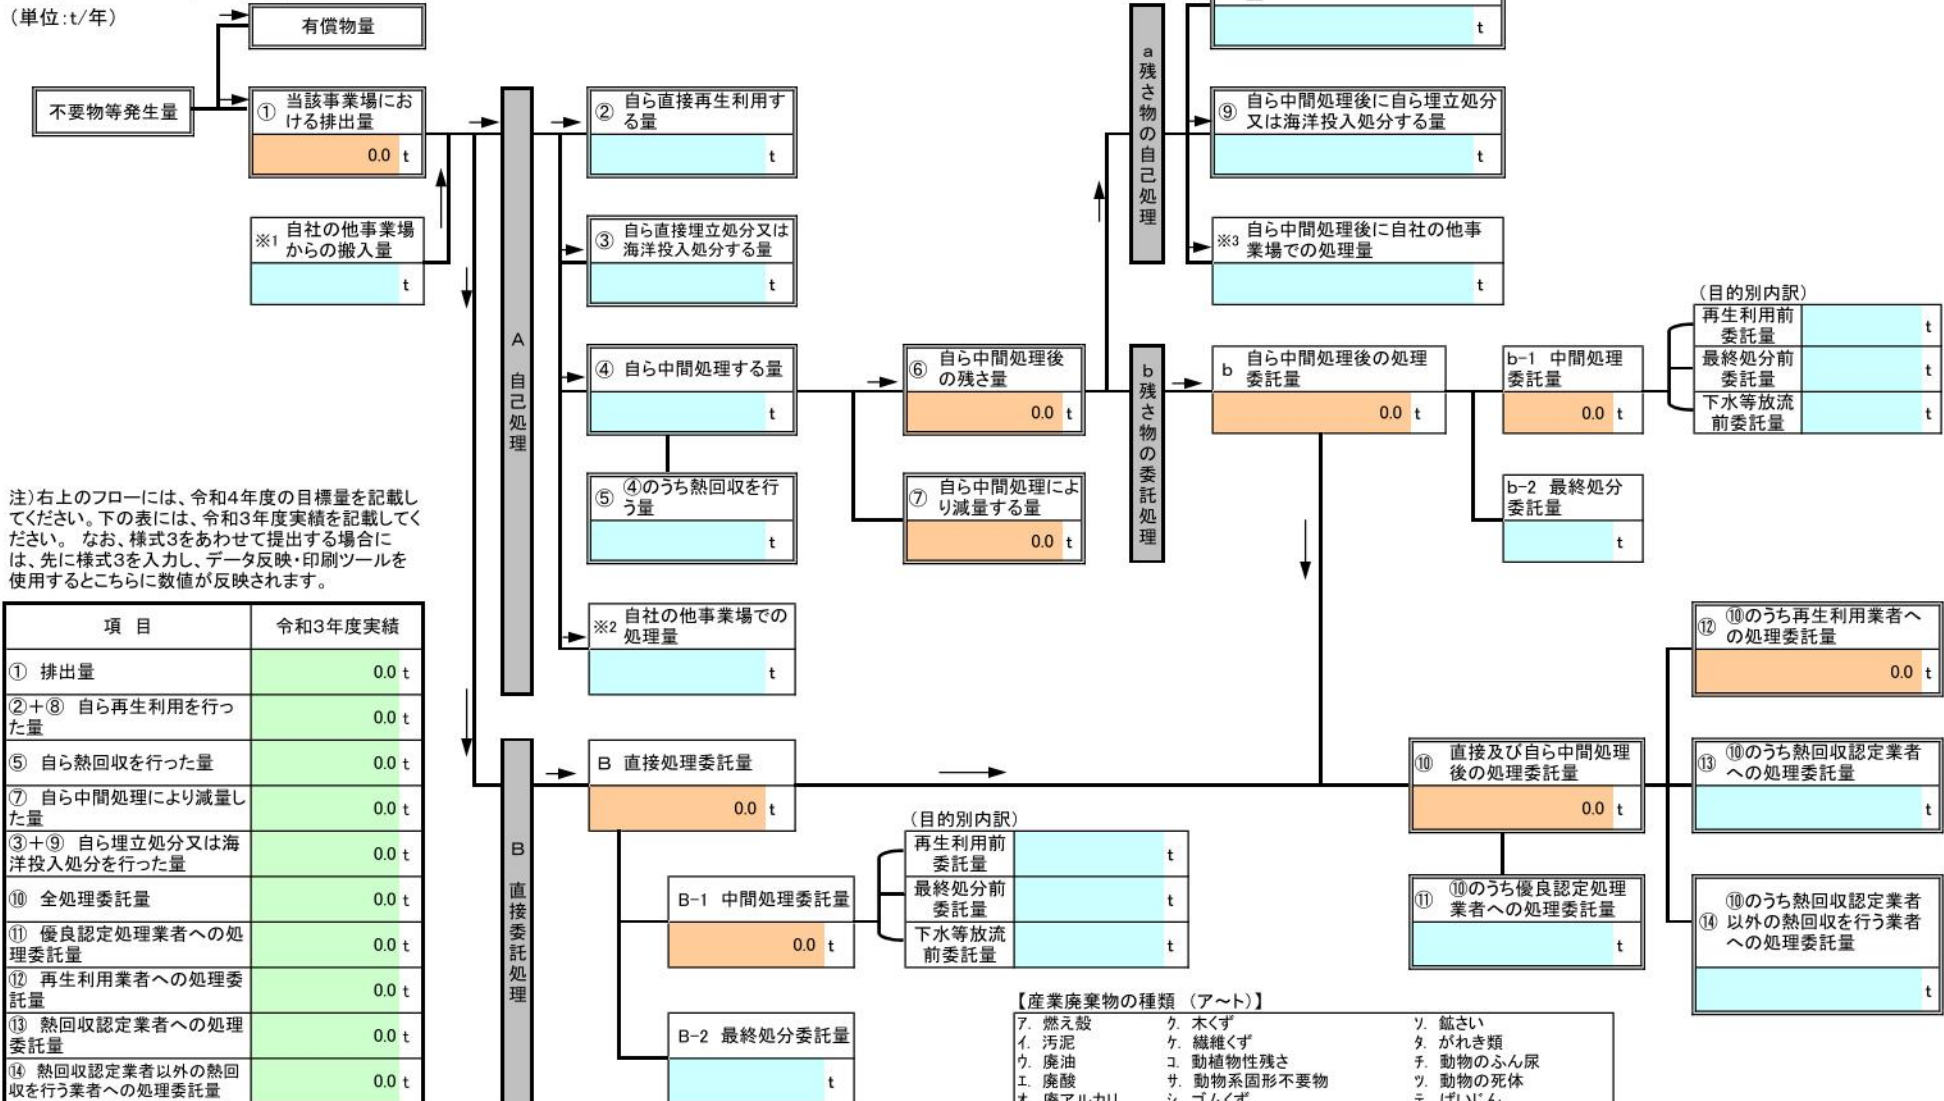 (単位:t/年)
有償物量
t
不要物等発生量
① 当該事業場にお
ける排出量
0.0 t
※1 自社の他事業場
からの搬入量
t
A 自己処理
② 自ら直接再生利用す
る量
t
③ 自ら直接埋立処分又は
海洋投入処分する量
t
④ 自ら中間処理する量
t
⑤ ④のうち熱回収を行
う量
t
※2 自社の他事業場での
処理量
t
⑥ 自ら中間処理後
の残さ量
0.0 t
⑦ 自ら中間処理によ
り減量する量
0.0 t
a 残さ物の自己処理
⑨ 自ら中間処理後に自ら埋立処分
又は海洋投入処分する量
t
※3 自ら中間処理後に自社の他事
業場での処理量
t
b 残さ物の委託処理
b 自ら中間処理後の処理
委託量
0.0 t
b-1 中間処理
委託量
0.0 t
(目的別内訳)
再生利用前
委託量
t
最終処分前
委託量
t
下水等放流
前委託量
t
b-2 最終処分
委託量
t
注)右上のフローには、令和4年度の目標量を記載し
てください。下の表には、令和3年度実績を記載してく
ださい。 なお、様式3をあわせて提出する場合に
は、先に様式3を入力し、データ反映・印刷ツールを
使用するとこちらに数値が反映されます。
項 目 令和3年度実績
① 排出量 0.0 t
②+⑧ 自ら再生利用を行っ
た量 0.0 t
⑤ 自ら熱回収を行った量 0.0 t
⑦ 自ら中間処理により減量し
た量 0.0 t
③+⑨ 自ら埋立処分又は海
洋投入処分を行った量 0.0 t
⑩ 全処理委託量 0.0 t
⑪ 優良認定処理業者への処
理委託量 0.0 t
⑫ 再生利用業者への処理委
託量 0.0 t
⑬ 熱回収認定業者への処理
委託量 0.0 t
⑭ 熱回収認定業者以外の熱回
収を行う業者への処理委託量 0.0 t
B 直接委託処理
B 直接処理委託量
0.0 t
B-1 中間処理委託量
0.0 t
(目的別内訳)
再生利用前
委託量
t
最終処分前
委託量
t
下水等放流
前委託量
t
B-2 最終処分委託量
t
⑩ 直接及び自ら中間処理
後の処理委託量
0.0 t
⑪ ⑩のうち優良認定処理
業者への処理委託量
t
⑫ ⑩のうち再生利用業者へ
の処理委託量
0.0 t
⑬ ⑩のうち熱回収認定業者
への処理委託量
t
⑭ ⑩のうち熱回収認定業者
以外の熱回収を行う業者
への処理委託量
t
【産業廃棄物の種類 (ア~ト)】
ア. 燃え殻 ク. 木くず ソ. 鉱さい
イ. 汚泥 ケ. 繊維くず タ. がれき類
ウ. 廃油 コ. 動植物性残さ チ. 動物のふん尿
エ. 廃酸 サ. 動物系固形不要物 ツ. 動物の死体
オ. 廃アルカリ シ. ゴムくず テ. ばいじん